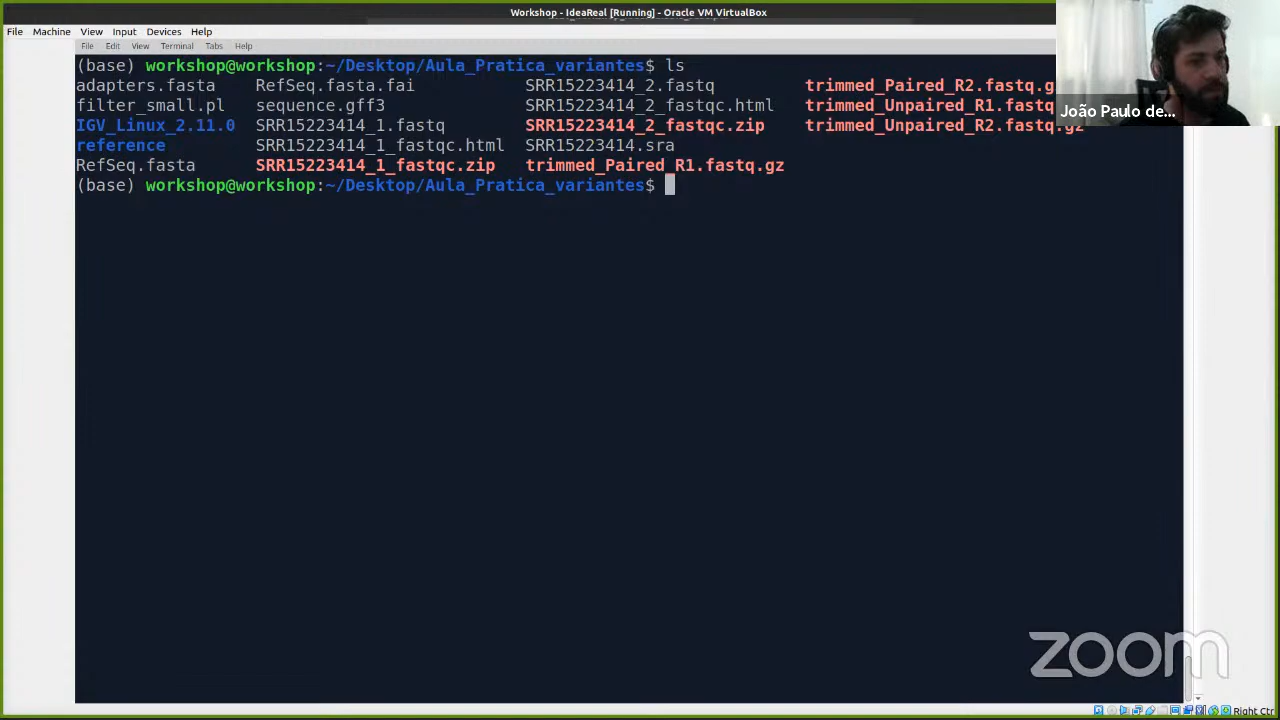 Workshop - IdeaReal [Running] - Oracle VM VirtualBox
File Machine View Input Devices Help
File Edit View Terminal Tabs Help
(base) workshop@workshop:~/Desktop/Aula_Pratica_variantes$ ls
adapters.fasta RefSeq.fasta.fai SRR15223414_2.fastq trimmed_Paired_R2.fastq.g
filter_small.pl sequence.gff3 SRR15223414_2_fastqc.html trimmed_Unpaired_R1.fastq
IGV_Linux_2.11.0 SRR15223414_1.fastq SRR15223414_2_fastqc.zip trimmed_Unpaired_R2.fastq.gz
reference SRR15223414_1_fastqc.html SRR15223414.sra
RefSeq.fasta SRR15223414_1_fastqc.zip trimmed_Paired_R1.fastq.gz
(base) workshop@workshop:~/Desktop/Aula_Pratica_variantes$
João Paulo de...
zoom
Right Ctr